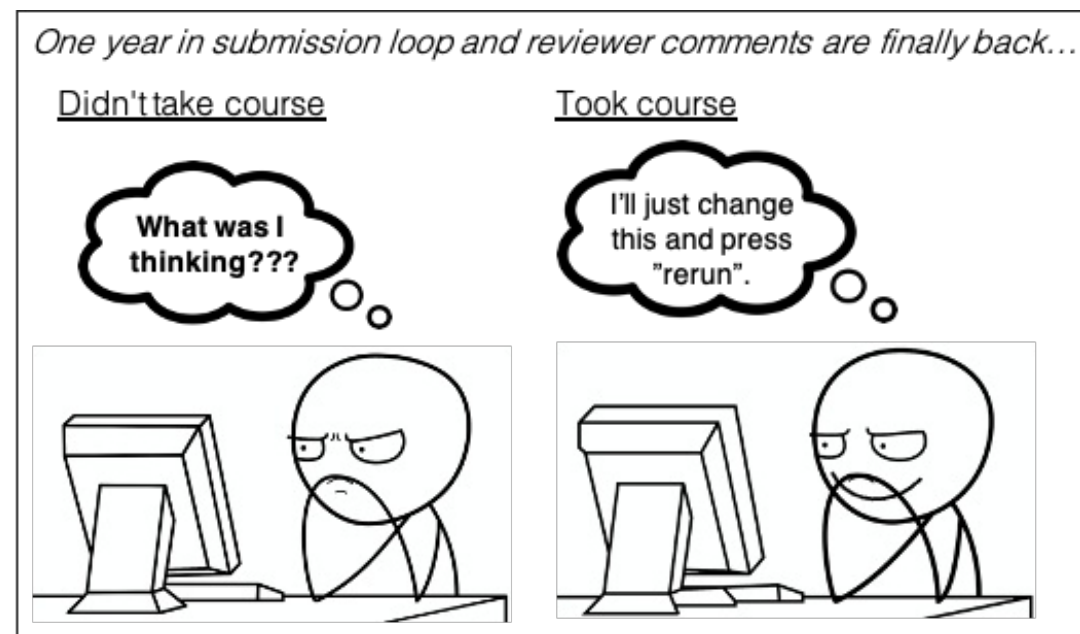 One year in submission loop and reviewer comments are finally back…
Didn't take course
Took course
What was I
thinking???
I'll just change
this and press
”rerun”.